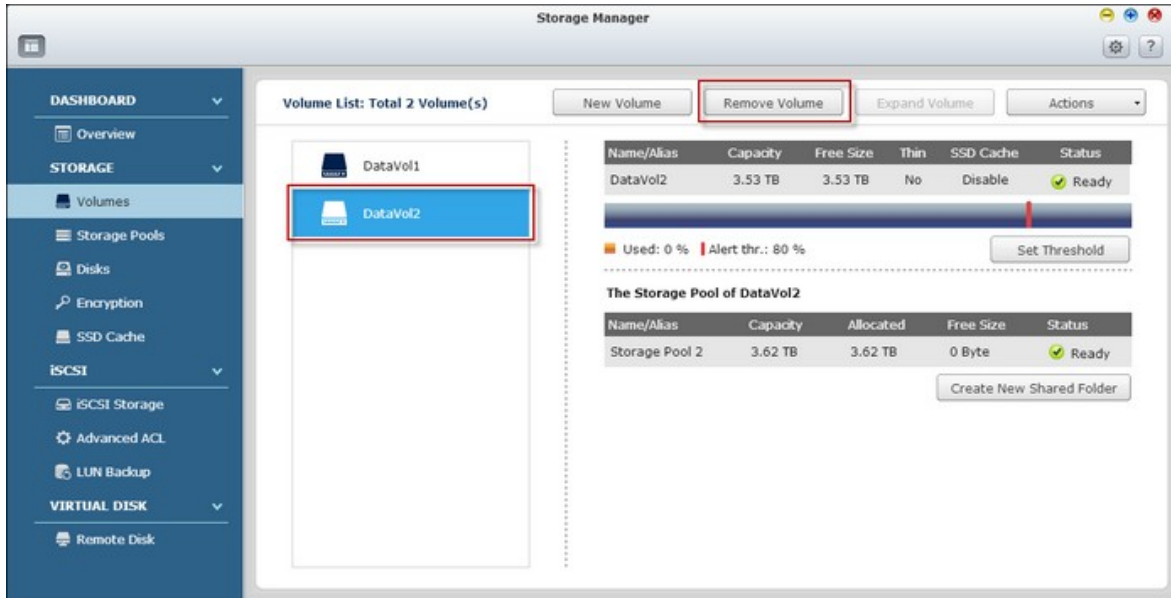 Storage Manager
?
DASHBOARD
Overview
STORAGE
Volumes
Storage Pools
Disks
Encryption
SSD Cache
iSCSI
iSCSI Storage
Advanced ACL
LUN Backup
VIRTUAL DISK
Remote Disk
Volume List: Total 2 Volume(s)
New Volume
Remove Volume
Expand Volume
Actions
DataVol1
DataVol2
Name/Alias Capacity Free Size Thin SSD Cache Status
DataVol2 3.53 TB 3.53 TB No Disable Ready
Used: 0 % Alert thr.: 80 %
Set Threshold
The Storage Pool of DataVol2
Name/Alias Capacity Allocated Free Size Status
Storage Pool 2 3.62 TB 3.62 TB 0 Byte Ready
Create New Shared Folder